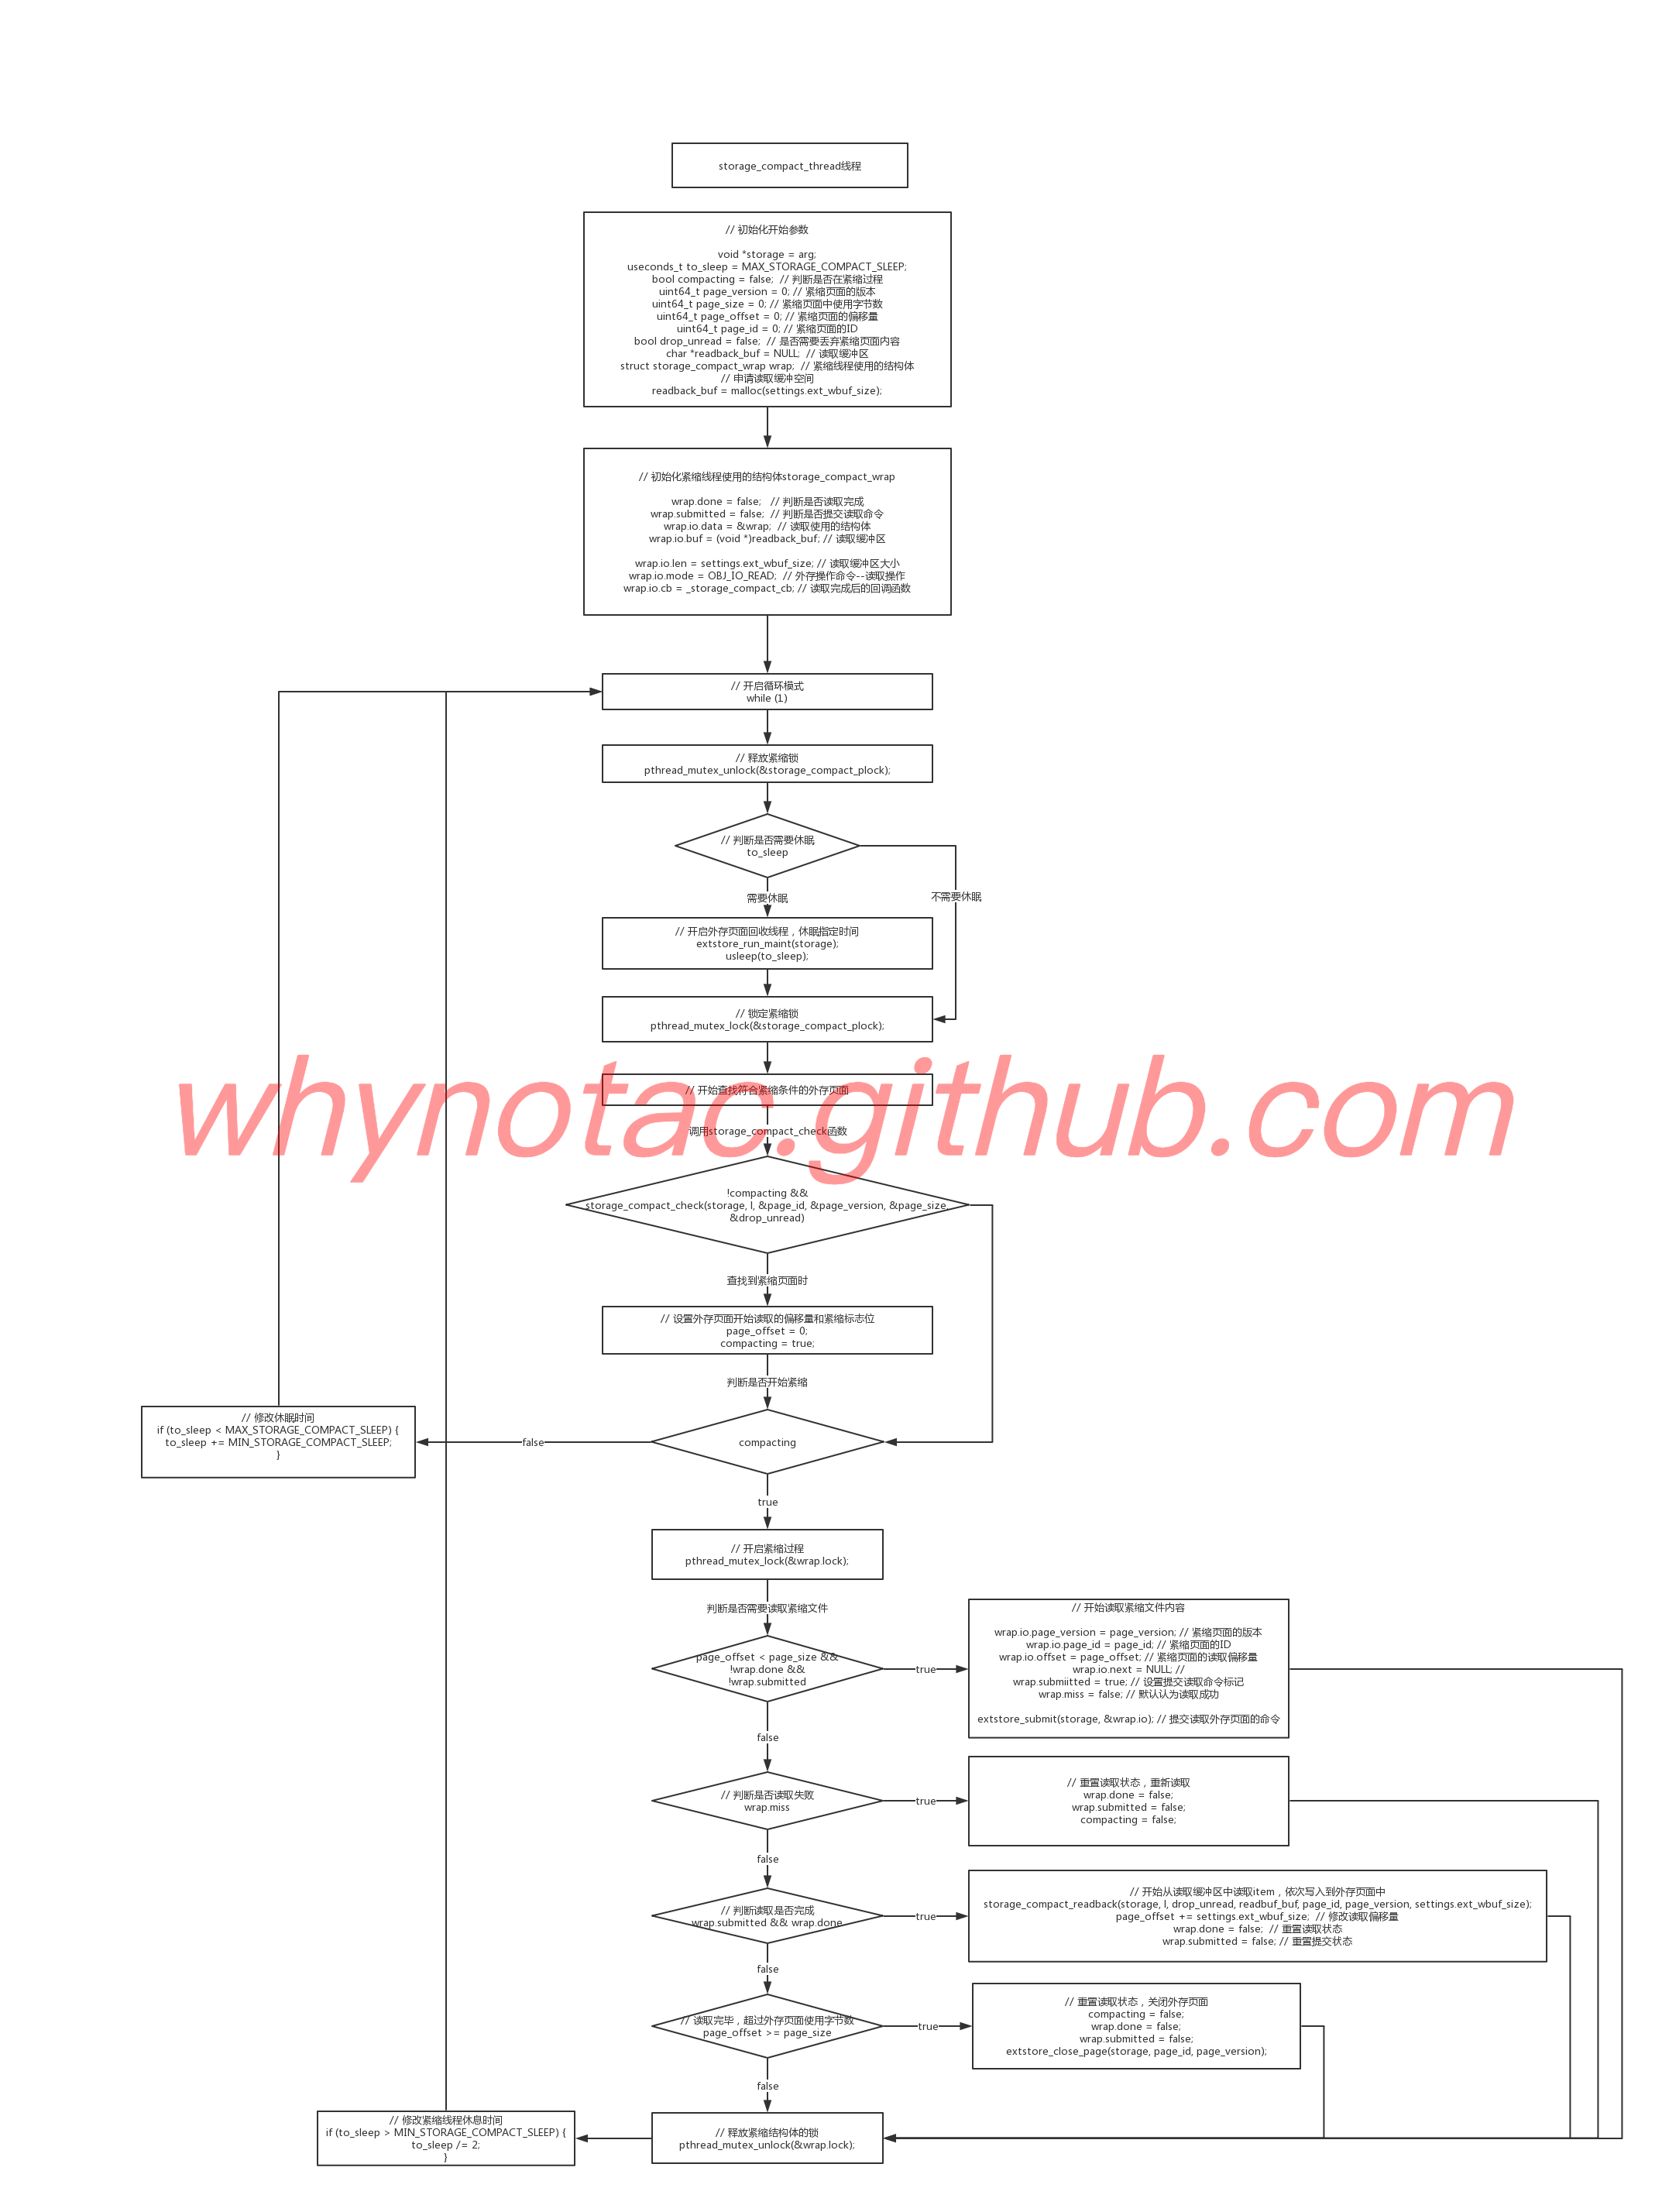 storage_compact_thread线程
// 初始化开始参数
void *storage = arg;
useconds_t to_sleep = MAX_STORAGE_COMPACT_SLEEP;
bool compacting = false;  // 判断是否在紧缩过程
uint64_t page_version = 0; // 紧缩页面的版本
uint64_t page_size = 0; // 紧缩页面中使用字节数
uint64_t page_offset = 0; // 紧缩页面的偏移量
uint64_t page_id = 0; // 紧缩页面的ID
bool drop_unread = false;  // 是否需要丢弃紧缩页面内容
char *readback_buf = NULL;  // 读取缓冲区
struct storage_compact_wrap wrap;  // 紧缩线程使用的结构体
// 申请读取缓冲空间
readback_buf = malloc(settings.ext_wbuf_size);
// 初始化紧缩线程使用的结构体storage_compact_wrap
wrap.done = false;   // 判断是否读取完成
wrap.submitted = false;  // 判断是否提交读取命令
wrap.io.data = &wrap;  // 读取使用的结构体
wrap.io.buf = (void *)readback_buf; // 读取缓冲区
wrap.io.len = settings.ext_wbuf_size; // 读取缓冲区大小
wrap.io.mode = OBJ_IO_READ;  // 外存操作命令--读取操作
wrap.io.cb = _storage_compact_cb; // 读取完成后的回调函数
// 开启循环模式
while (1)
// 释放紧缩锁
pthread_mutex_unlock(&storage_compact_plock);
// 判断是否需要休眠
to_sleep
需要休眠
不需要休眠
// 开启外存页面回收线程，休眠指定时间
extstore_run_maint(storage);
usleep(to_sleep);
// 锁定紧缩锁
pthread_mutex_lock(&storage_compact_plock);
// 开始查找符合紧缩条件的外存页面
whynotac.github.com
调用storage_compact_check函数
!compacting &&
storage_compact_check(storage, l, &page_id, &page_version, &page_size,
&drop_unread)
查找到紧缩页面时
// 设置外存页面开始读取的偏移量和紧缩标志位
page_offset = 0;
compacting = true;
判断是否开始紧缩
// 修改休眠时间
if (to_sleep < MAX_STORAGE_COMPACT_SLEEP) {
to_sleep += MIN_STORAGE_COMPACT_SLEEP;
}
false
compacting
true
// 开启紧缩过程
pthread_mutex_lock(&wrap.lock);
判断是否需要读取紧缩文件
page_offset < page_size &&
!wrap.done &&
!wrap.submitted
true
// 开始读取紧缩文件内容
wrap.io.page_version = page_version; // 紧缩页面的版本
wrap.io.page_id = page_id; // 紧缩页面的ID
wrap.io.offset = page_offset; // 紧缩页面的读取偏移量
wrap.io.next = NULL; //
wrap.submiitted = true; // 设置提交读取命令标记
wrap.miss = false; // 默认认为读取成功
extstore_submit(storage, &wrap.io); // 提交读取外存页面的命令
false
// 判断是否读取失败
wrap.miss
true
// 重置读取状态，重新读取
wrap.done = false;
wrap.submitted = false;
compacting = false;
false
// 判断读取是否完成
wrap.submitted && wrap.done
true
// 开始从读取缓冲区中读取item，依次写入到外存页面中
storage_compact_readback(storage, l, drop_unread, readbuf_buf, page_id, page_version, settings.ext_wbuf_size);
page_offset += settings.ext_wbuf_size;  // 修改读取偏移量
wrap.done = false;  // 重置读取状态
wrap.submitted = false; // 重置提交状态
false
// 读取完毕，超过外存页面使用字节数
page_offset >= page_size
true
// 重置读取状态，关闭外存页面
compacting = false;
wrap.done = false;
wrap.submitted = false;
extstore_close_page(storage, page_id, page_version);
false
// 修改紧缩线程休息时间
if (to_sleep > MIN_STORAGE_COMPACT_SLEEP) {
to_sleep /= 2;
}
// 释放紧缩结构体的锁
pthread_mutex_unlock(&wrap.lock);